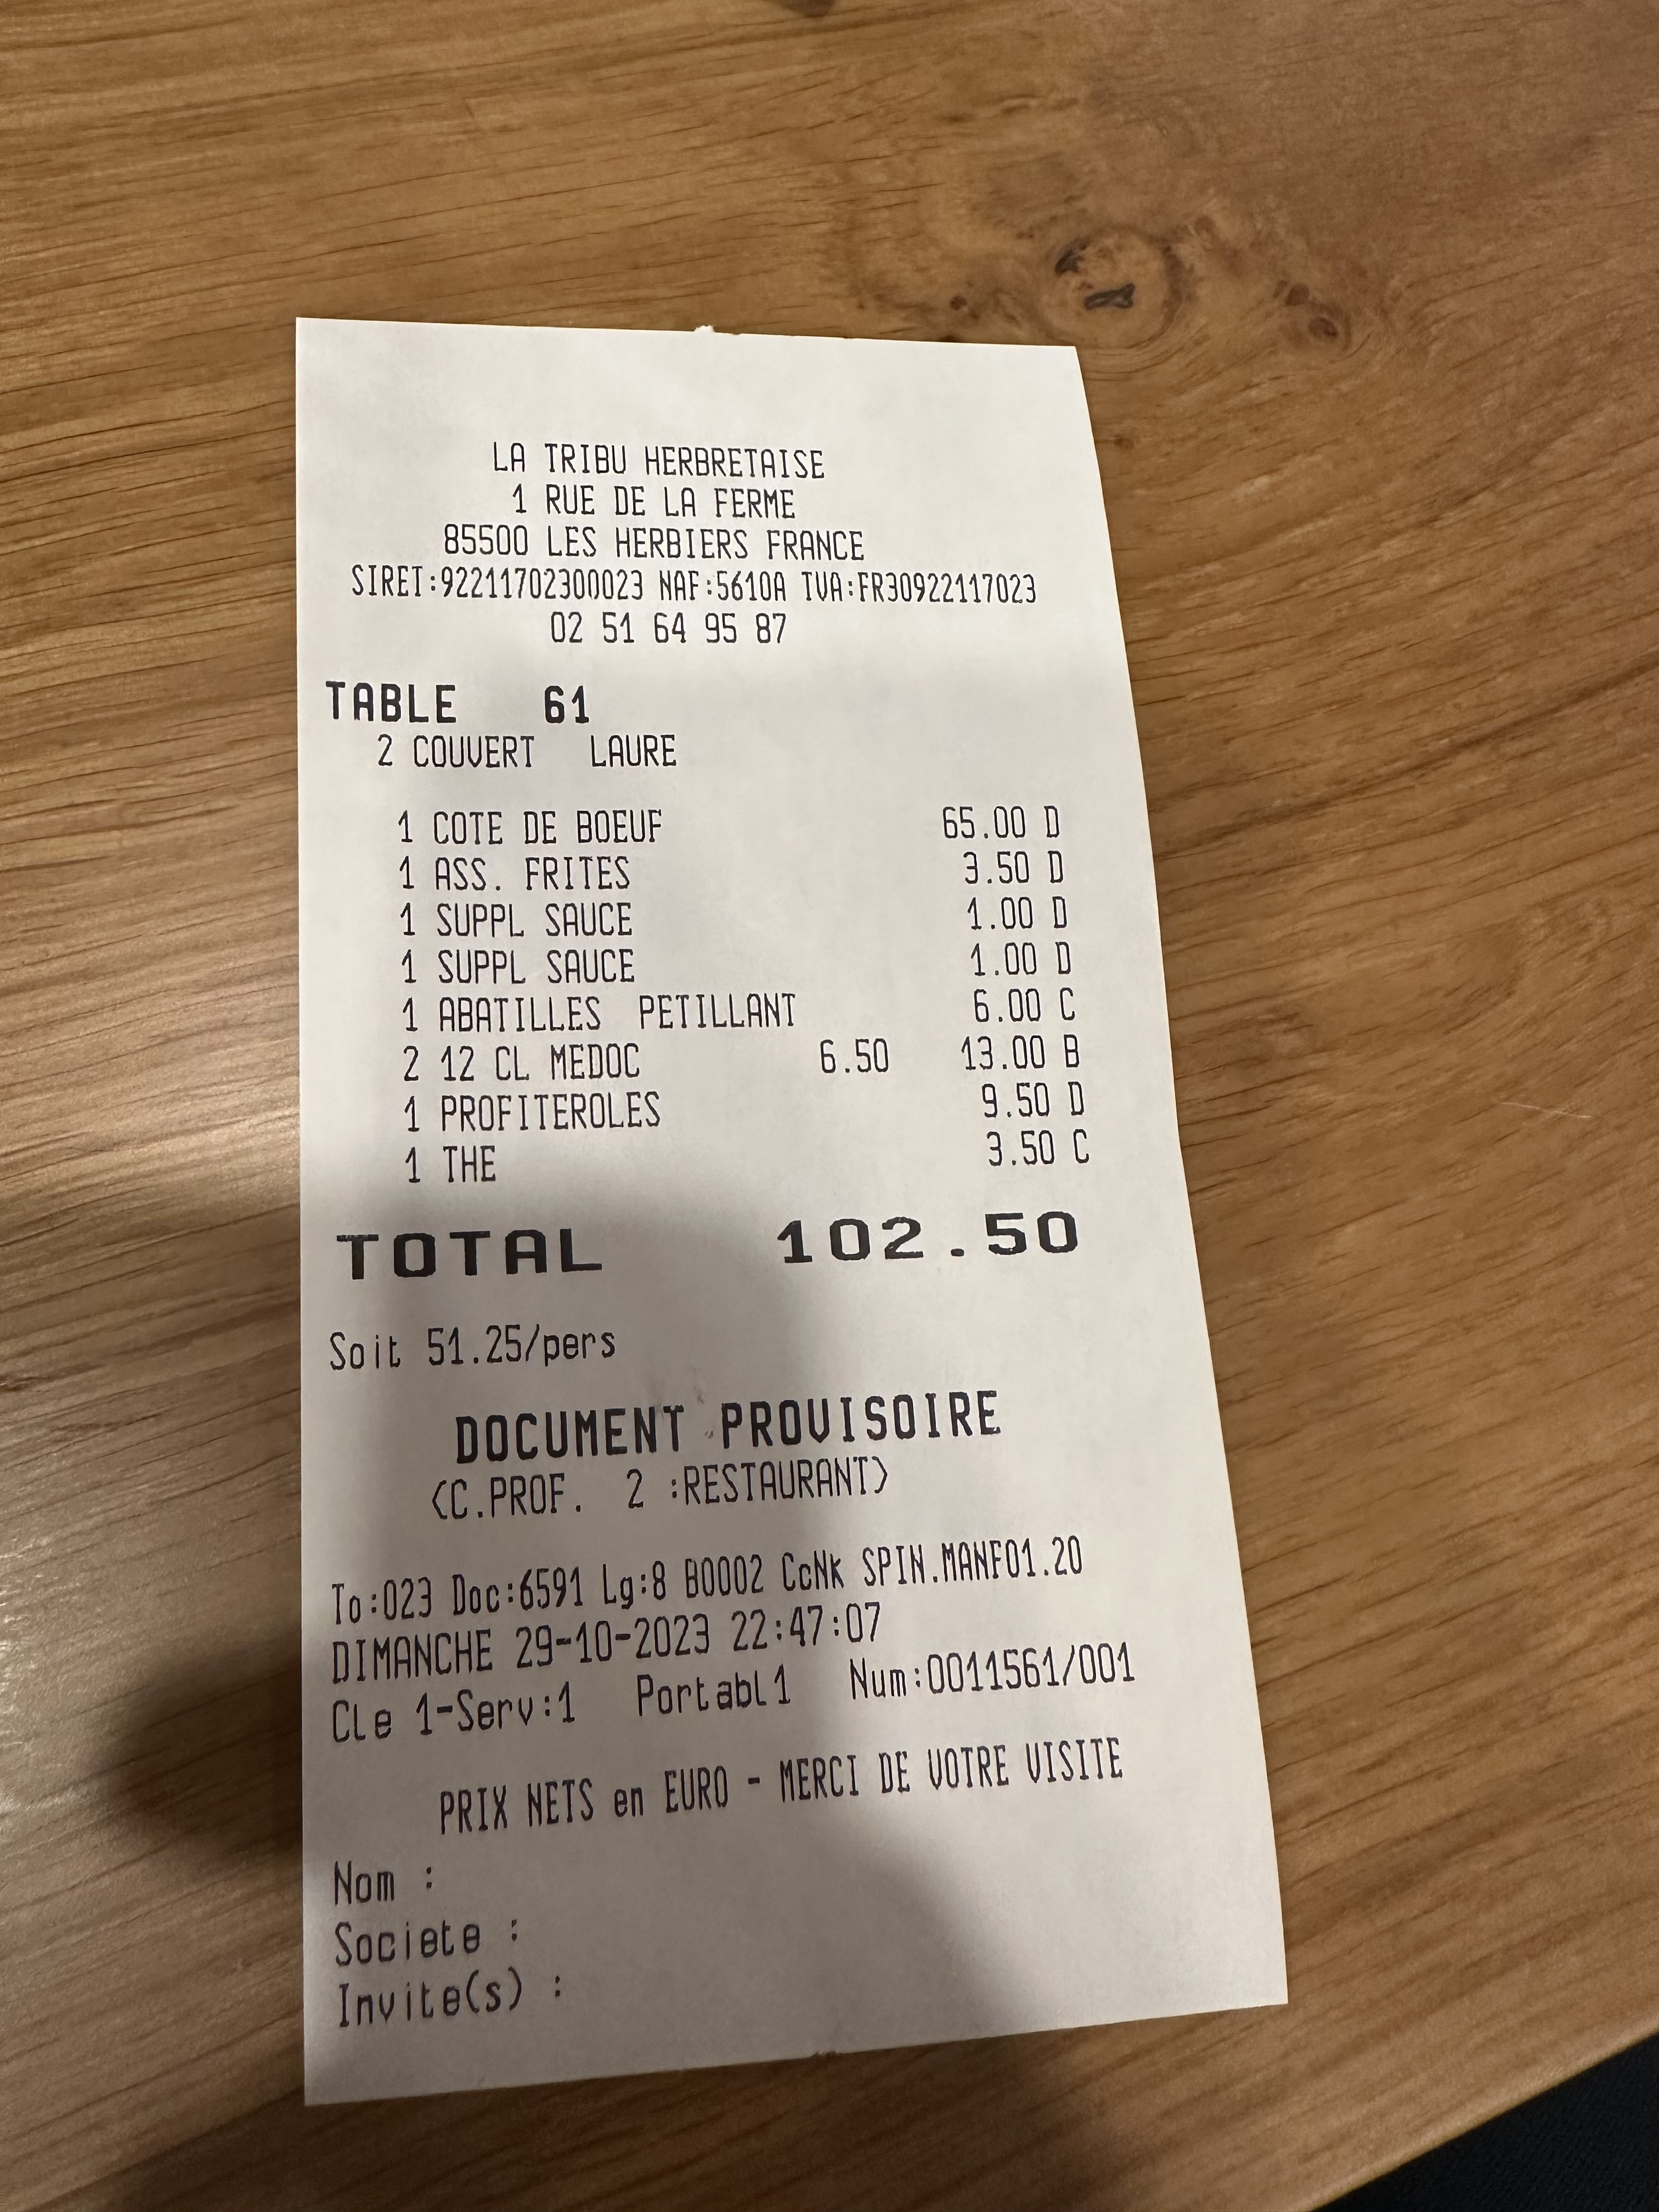 LA TRIBU HERBRETAISE
1 RUE DE LA FERME
85500 LES HERBIERS FRANCE
SIRET:92211702300023 NAF:5610A TVA:FR30922117023
02 51 64 95 87
TABLE 61
2 COUVERT LAURE
1 COTE DE BOEUF 65.00 D
1 ASS. FRITES 3.50 D
1 SUPPL SAUCE 1.00 D
1 SUPPL SAUCE 1.00 D
1 ABATILLES PETILLANT 6.00 C
2 12 CL MEDOC 6.50 13.00 B
1 PROFITEROLES 9.50 D
1 THE 3.50 C
TOTAL 102.50
Soit 51.25/pers
DOCUMENT PROVISOIRE
<C.PROF. 2 :RESTAURANT>
To:023 Doc:6591 Lg:8 B0002 CcNk SPIN.MANF01.20
DIMANCHE 29-10-2023 22:47:07
Cle 1-Serv:1 Portabl1 Num:0011561/001
PRIX NETS en EURO - MERCI DE VOTRE VISITE
Nom :
Societe :
Invite(s) :